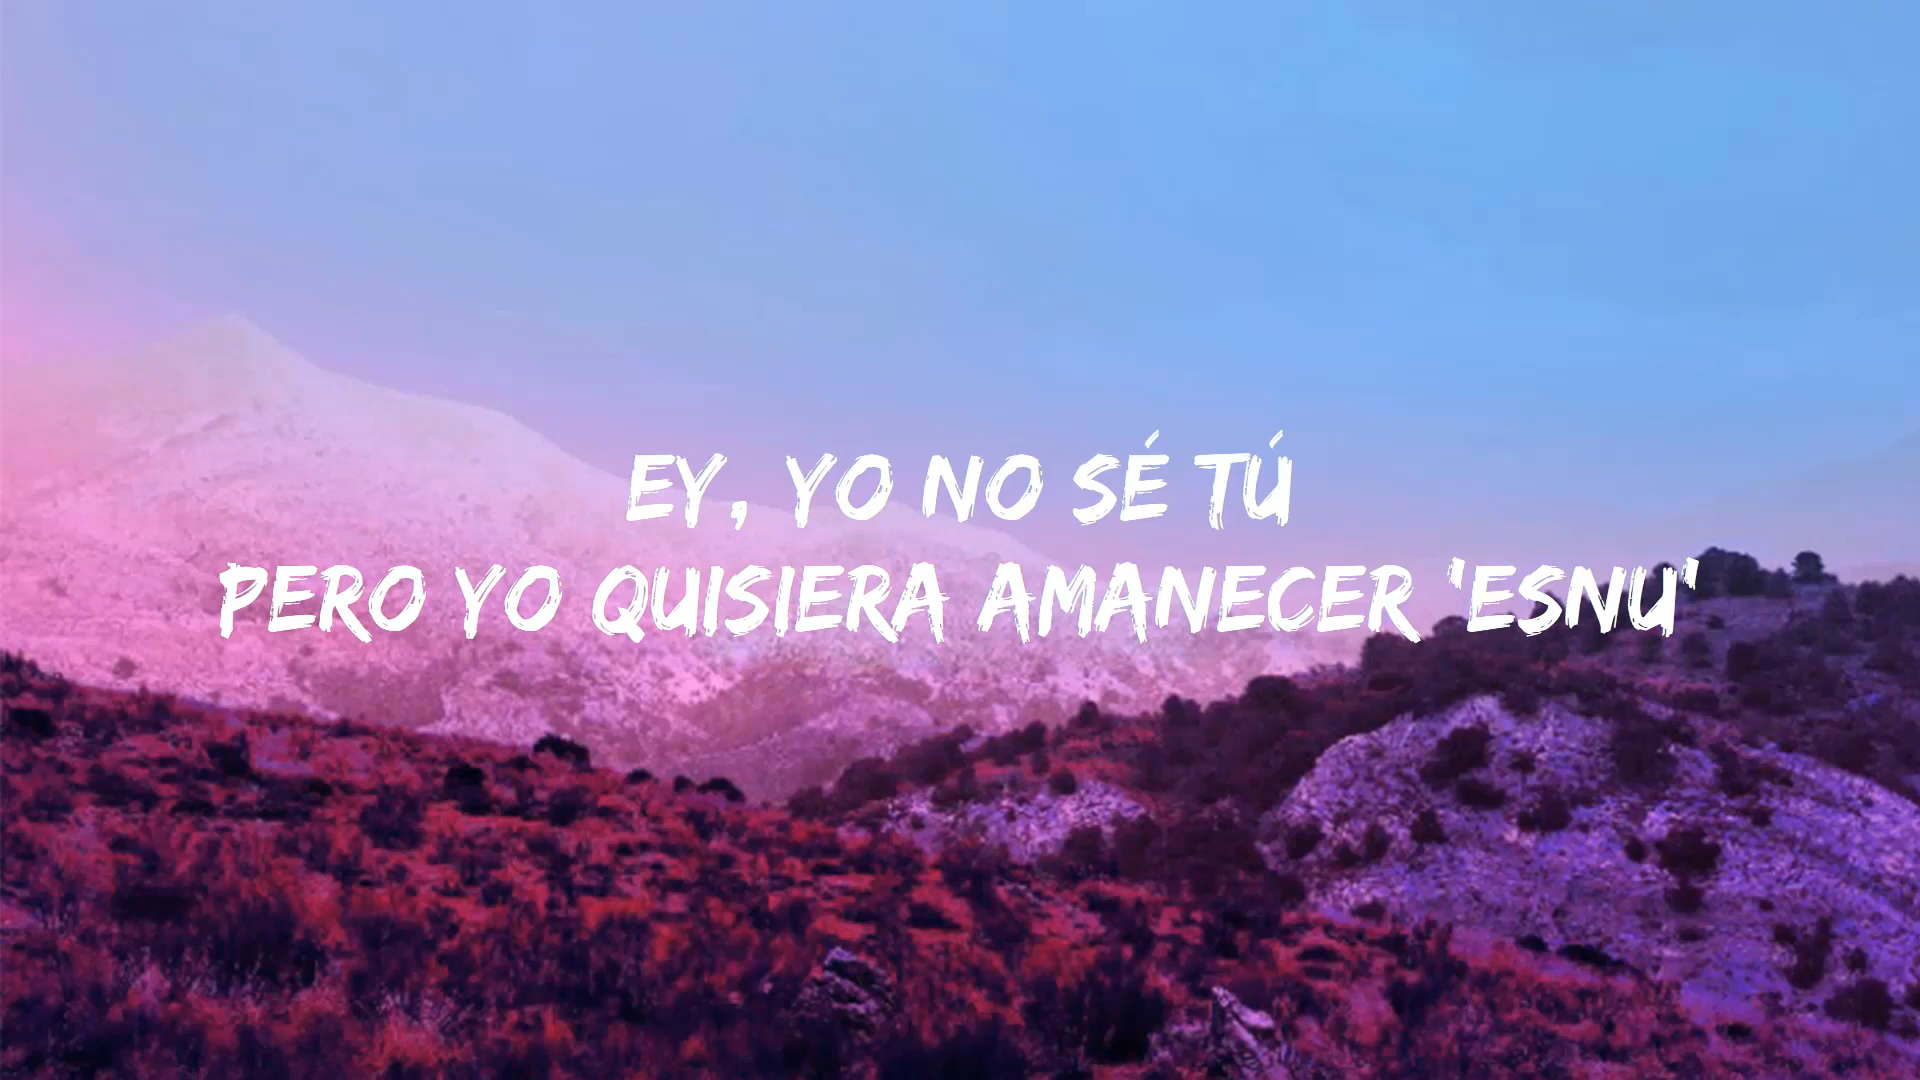 EY, YO NO SÉ TÚ
PERO YO QUISIERA AMANECER 'ESNU'